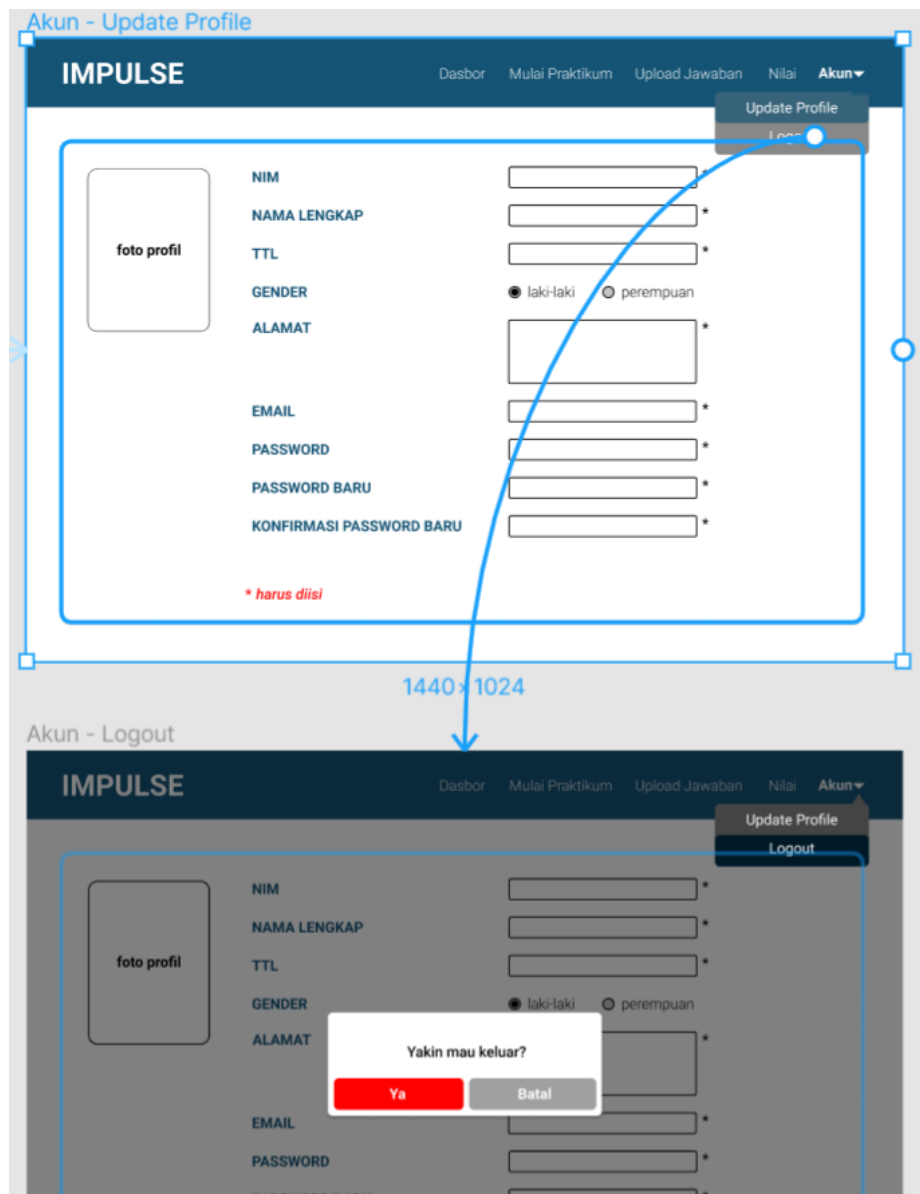 Akun - Update Profile
IMPULSE Dasbor Mulai Praktikum Upload Jawaban Nilai Akun
Update Profile
NIM *
NAMA LENGKAP *
foto profil
TTL *
GENDER laki-laki perempuan
ALAMAT *
EMAIL *
PASSWORD *
PASSWORD BARU *
KONFIRMASI PASSWORD BARU *
* harus diisi
1440 × 1024
Akun - Logout
IMPULSE Dasbor Mulai Praktikum Upload Jawaban Nilai Akun
Update Profile
Logout
NIM *
NAMA LENGKAP *
foto profil
TTL *
GENDER laki-laki perempuan
ALAMAT *
Yakin mau keluar?
Ya Batal
EMAIL *
PASSWORD *